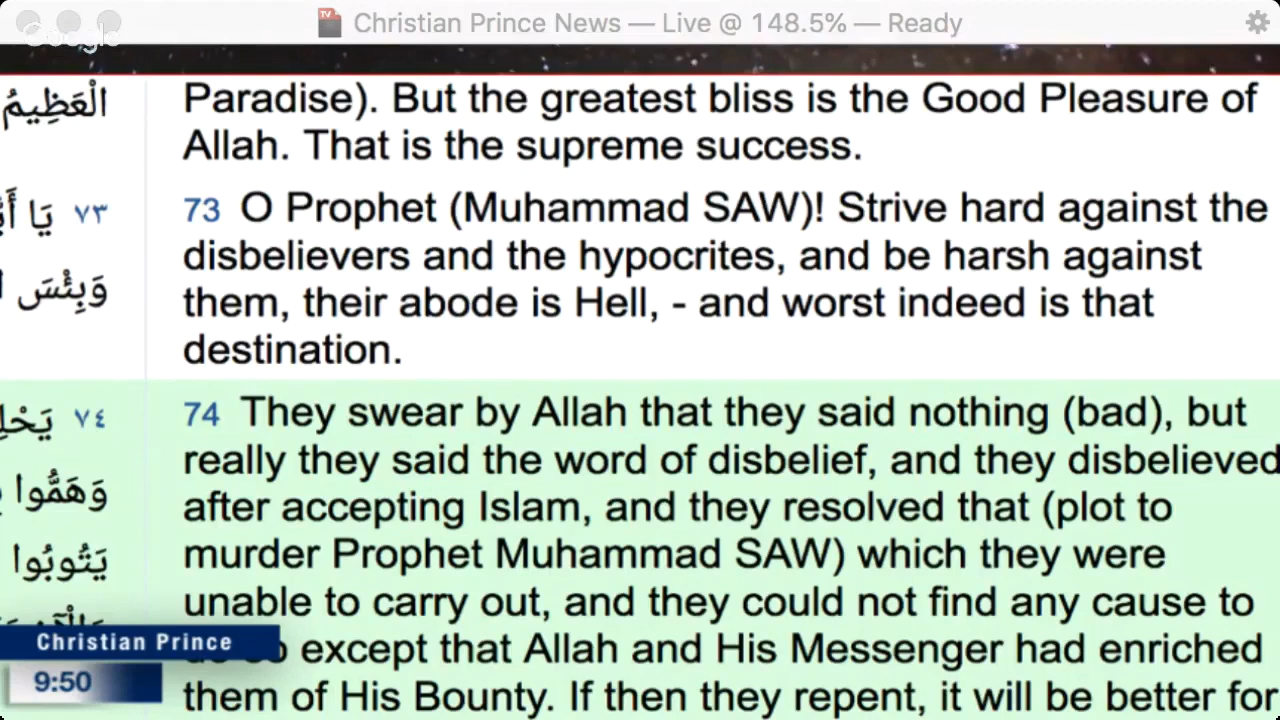 Christian Prince News — Live @ 148.5% — Ready
Google
الْعَظِيمُ
Paradise). But the greatest bliss is the Good Pleasure of
Allah. That is the supreme success.
٧٣ يَا
73 O Prophet (Muhammad SAW)! Strive hard against the
disbelievers and the hypocrites, and be harsh against
وَبِئْسَ
them, their abode is Hell, - and worst indeed is that
destination.
٧٤
74 They swear by Allah that they said nothing (bad), but
really they said the word of disbelief, and they disbelieved
وَهَمُّوا
after accepting Islam, and they resolved that (plot to
يَتُوبُوا
murder Prophet Muhammad SAW) which they were
unable to carry out, and they could not find any cause to
except that Allah and His Messenger had enriched
them of His Bounty. If then they repent, it will be better for
Christian Prince
9:50